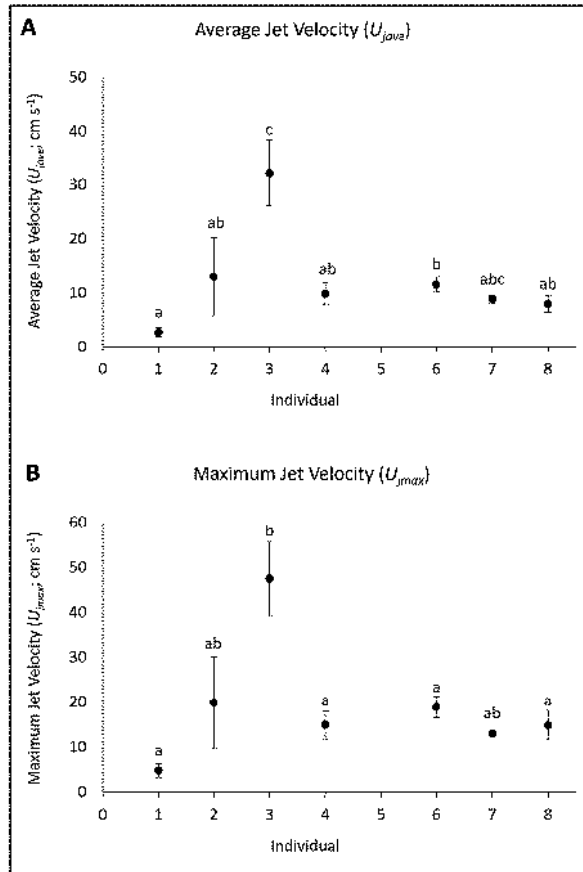 A
Average Jet Velocity (Ujave)
Average Jet Velocity (Ujave; cm s-1)
50
40
30
20
10
0
a
ab
c
ab
b
abc
ab
0 1 2 3 4 5 6 7 8
Individual
B
Maximum Jet Velocity (Ujmax)
Maximum Jet Velocity (Ujmax; cm s-1)
60
50
40
30
20
10
0
a
ab
b
a
a
ab
a
0 1 2 3 4 5 6 7 8
Individual